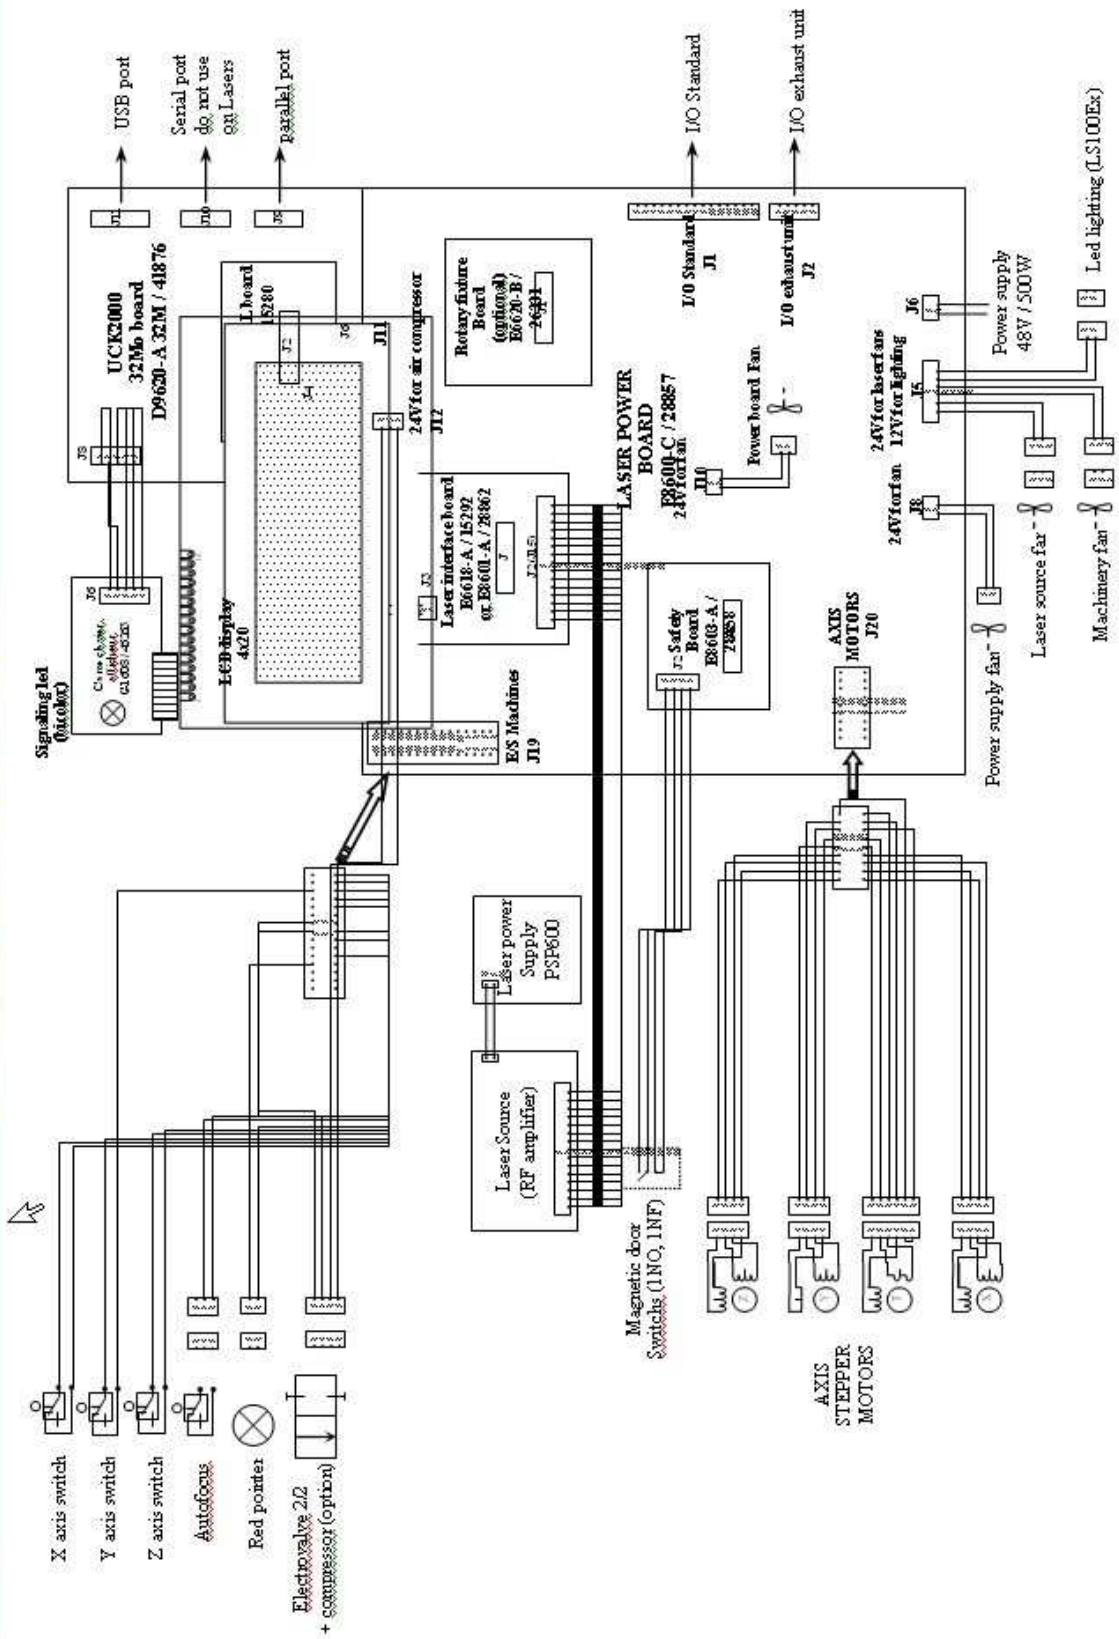 USB port
Serial port
do not use
on Lasers
parallel port
J10
J9
UCK2000
32Mo board
D9620-A 32M / 41876
J8
J6
Signaling led
(bicolor)
L board
15280
J2
J6
J4
J11
LCD display
4x20
24V for air compressor
J12
E/S Machines
J19
Rotary fixture
Board
(optional)
E6620-B /
J3
Laser interface board
E6618-A / 15292
or E8601-A / 28862
J
LASER POWER
BOARD
E8600-C / 28857
24V for fan
J10
Power board Fan
I/O Standard
J1
I/O Standard
I/O exhaust unit
J2
I/O exhaust unit
J2
Safety
Board
E8603-A /
28858
AXIS
MOTORS
J20
24V for fan
J8
24V for laser fans
12V for lighting
J5
J6
Power supply
48V / 500W
Led lighting (LS100Ex)
Power supply fan
Laser source far
Machinery fan
Laser power
Supply
PSP600
Laser Source
(RF amplifier)
Magnetic door
Switchs (1NO, 1NF)
AXIS
STEPPER
MOTORS
Z
Y
X
X axis switch
Y axis switch
Z axis switch
Autofocus
Red pointer
Electrovalve 2/2
+ compressor (option)